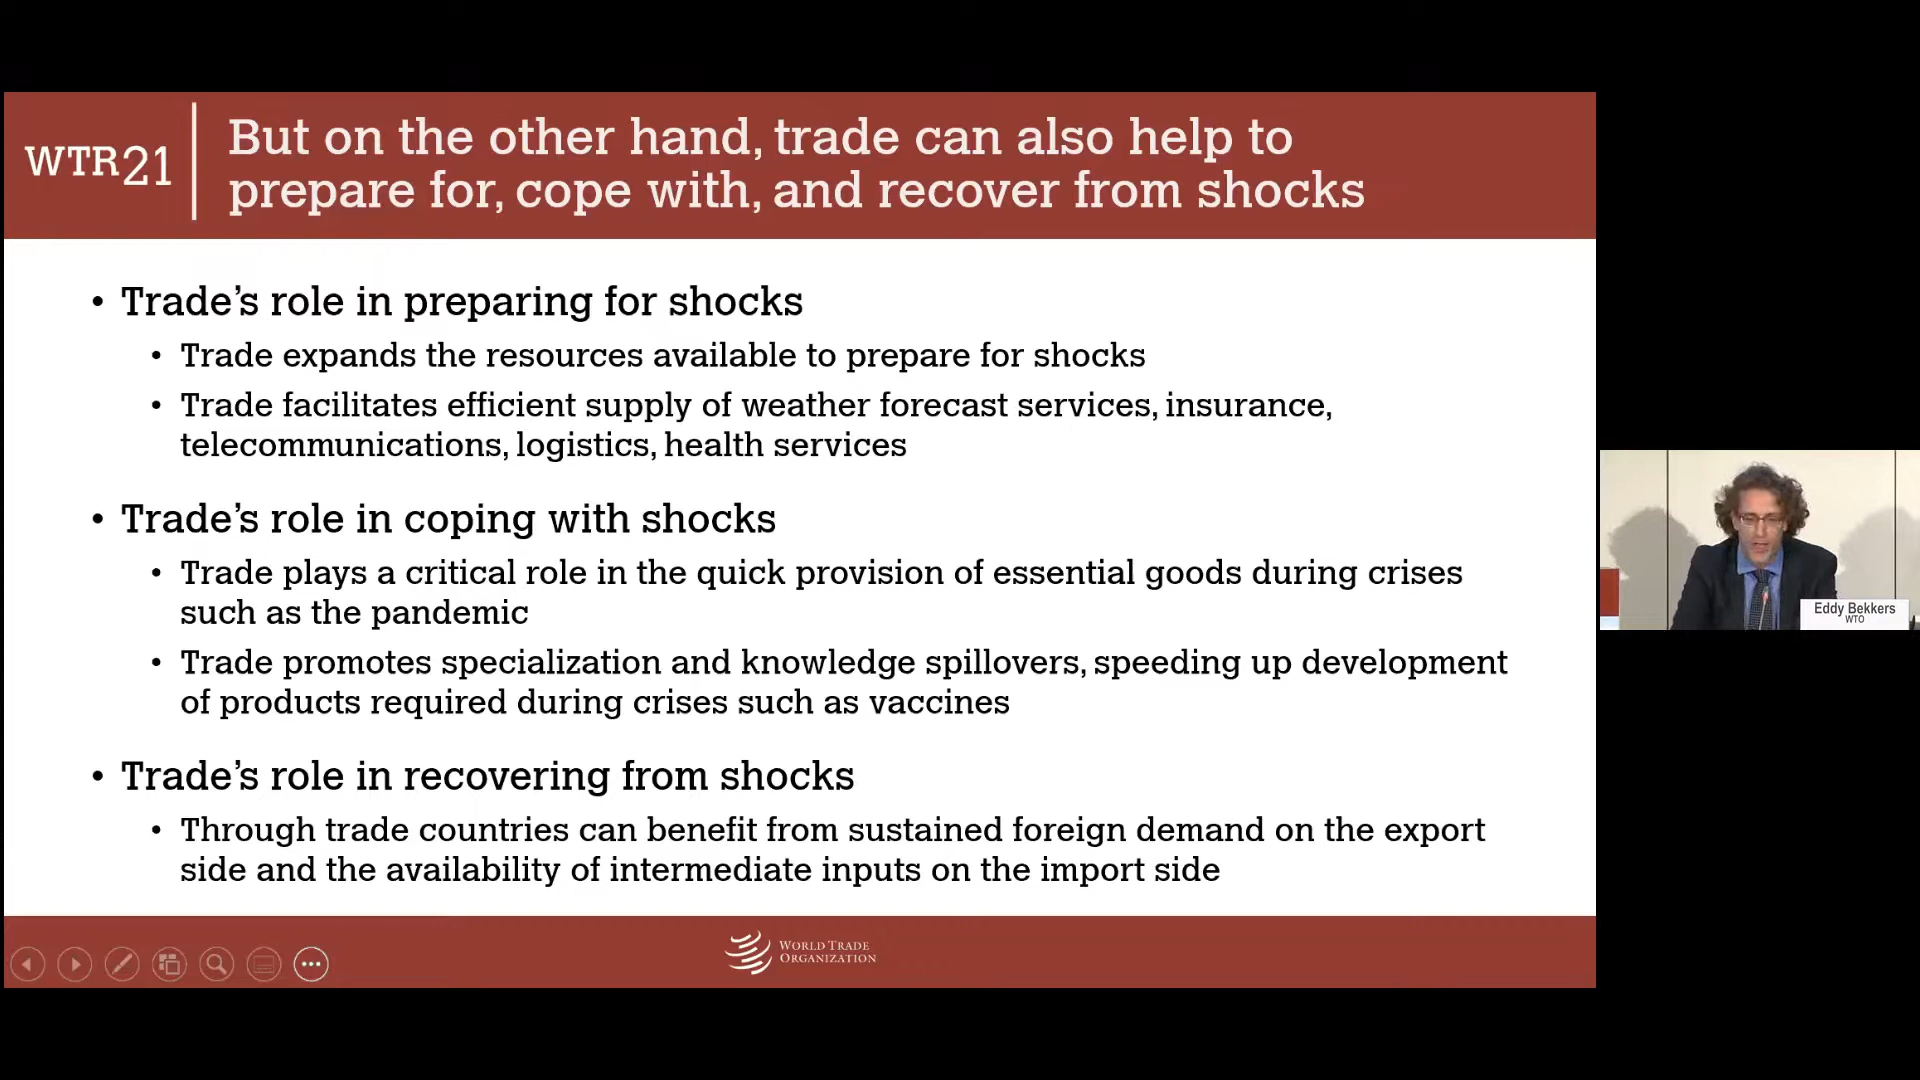 WTR21
But on the other hand, trade can also help to
prepare for, cope with, and recover from shocks
• Trade's role in preparing for shocks
• Trade expands the resources available to prepare for shocks
• Trade facilitates efficient supply of weather forecast services, insurance,
telecommunications, logistics, health services
• Trade's role in coping with shocks
• Trade plays a critical role in the quick provision of essential goods during crises
such as the pandemic
• Trade promotes specialization and knowledge spillovers, speeding up development
of products required during crises such as vaccines
• Trade's role in recovering from shocks
• Through trade countries can benefit from sustained foreign demand on the export
side and the availability of intermediate inputs on the import side
WORLD TRADE
ORGANIZATION
Eddy Bekkers
WTO